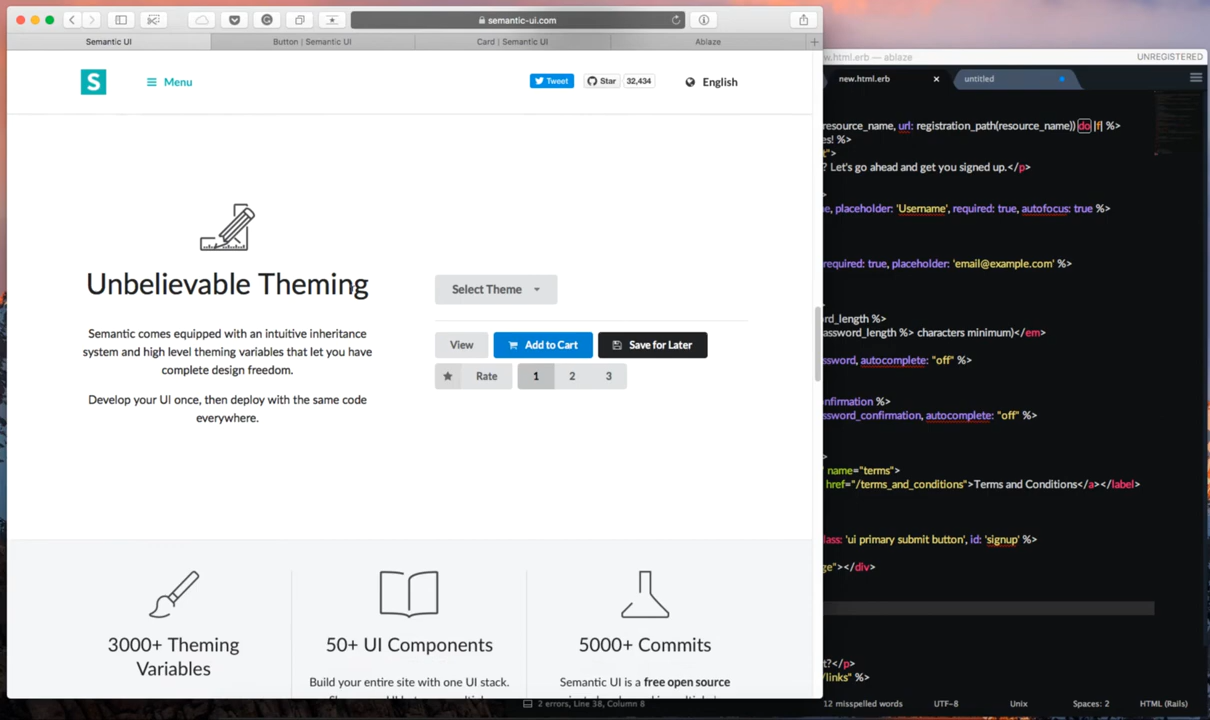 semantic-ui.com
Semantic UI
Button | Semantic UI
Card | Semantic UI
Ablaze
S
Menu
Tweet
Star
32,434
English
Unbelievable Theming
Semantic comes equipped with an intuitive inheritance
system and high level theming variables that let you have
complete design freedom.
Develop your UI once, then deploy with the same code
everywhere.
Select Theme
View
Add to Cart
Save for Later
Rate
1
2
3
3000+ Theming
Variables
50+ UI Components
Build your entire site with one UI stack.
5000+ Commits
Semantic UI is a free open source
w.html.erb — ablaze
UNREGISTERED
new.html.erb
untitled
resource_name, url: registration_path(resource_name)) do |f| %>
es! %>
t">
? Let's go ahead and get you signed up.</p>
>
e, placeholder: 'Username', required: true, autofocus: true %>
required: true, placeholder: 'email@example.com' %>
rd_length %>
ssword_length %> characters minimum)</em>
ssword, autocomplete: "off" %>
nfirmation %>
ssword_confirmation, autocomplete: "off" %>
>
' name="terms">
href="/terms_and_conditions">Terms and Conditions</a></label>
class: 'ui primary submit button', id: 'signup' %>
ge"></div>
t?</p>
/links" %>
2 errors, Line 38, Column 8
12 misspelled words
UTF-8
Unix
Spaces: 2
HTML (Rails)